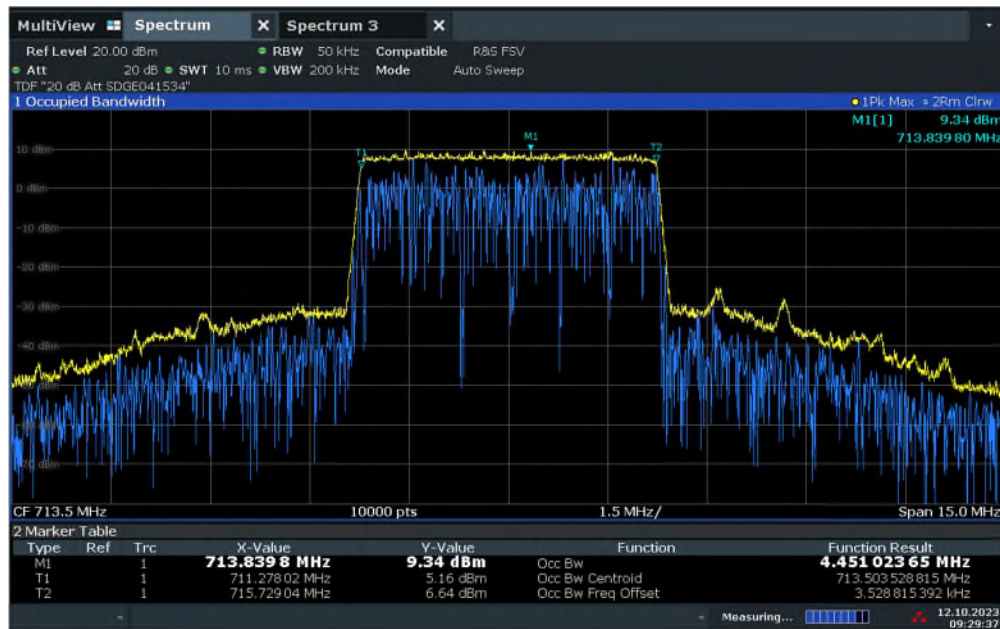 MultiView Spectrum X Spectrum 3 X
Ref Level 20.00 dBm RBW 50 kHz Compatible R&S FSV
Att 20 dB SWT 10 ms VBW 200 kHz Mode Auto Sweep
TDF "20 dB Att SDGE041534"
1 Occupied Bandwidth 1Pk Max 2Rm Clrw
M1[1] 9.34 dBm
713.839 80 MHz
M1
T1 T2
10 dBm
0 dBm
-10 dBm
-20 dBm
-30 dBm
-40 dBm
-70 dBm
CF 713.5 MHz 10000 pts 1.5 MHz/ Span 15.0 MHz
2 Marker Table
Type Ref Trc X-Value Y-Value Function Function Result
M1 1 713.839 8 MHz 9.34 dBm Occ Bw 4.451 023 65 MHz
T1 1 711.278 02 MHz 5.16 dBm Occ Bw Centroid 713.503 528 815 MHz
T2 1 715.729 04 MHz 6.64 dBm Occ Bw Freq Offset 3.528 815 392 kHz
Measuring... 12.10.2023
09:29:37